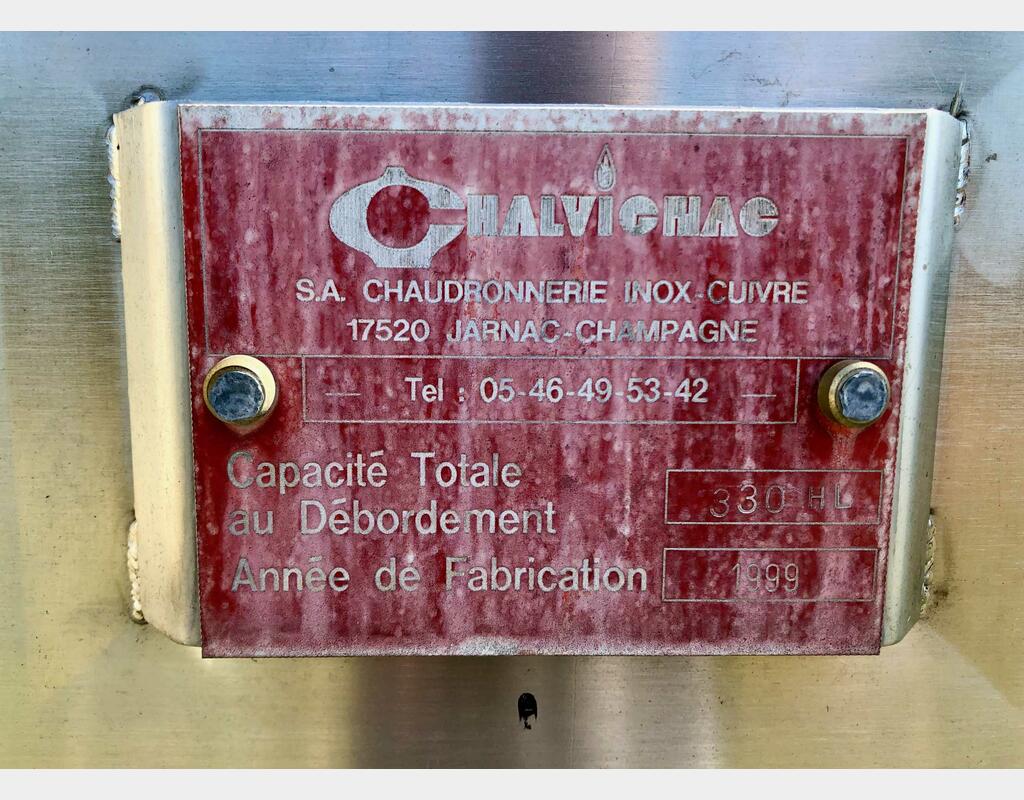 CHALVIGNAC
S.A. CHAUDRONNERIE INOX-CUIVRE
17520 JARNAC-CHAMPAGNE
— Tel : 05-46-49-53-42 —
Capacité Totale
au Débordement 330 HL
Année de Fabrication 1999